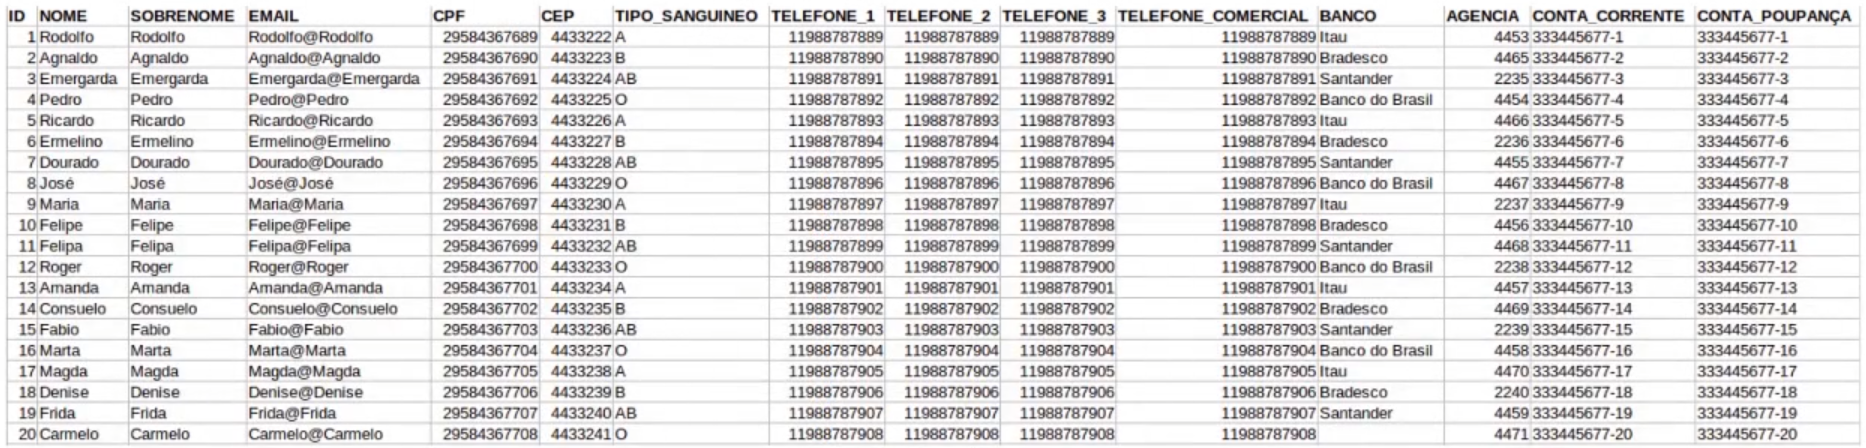 ID NOME SOBRENOME EMAIL CPF CEP TIPO_SANGUINEO TELEFONE_1 TELEFONE_2 TELEFONE_3 TELEFONE_COMERCIAL BANCO AGENCIA CONTA_CORRENTE CONTA_POUPANÇA
1 Rodolfo Rodolfo Rodolfo@Rodolfo 29584367689 4433222 A 11988787889 11988787889 11988787889 11988787889 Itau 4453 333445677-1 333445677-1
2 Agnaldo Agnaldo Agnaldo@Agnaldo 29584367690 4433223 B 11988787890 11988787890 11988787890 11988787890 Bradesco 4465 333445677-2 333445677-2
3 Emergarda Emergarda Emergarda@Emergarda 29584367691 4433224 AB 11988787891 11988787891 11988787891 11988787891 Santander 2235 333445677-3 333445677-3
4 Pedro Pedro Pedro@Pedro 29584367692 4433225 O 11988787892 11988787892 11988787892 11988787892 Banco do Brasil 4454 333445677-4 333445677-4
5 Ricardo Ricardo Ricardo@Ricardo 29584367693 4433226 A 11988787893 11988787893 11988787893 11988787893 Itau 4466 333445677-5 333445677-5
6 Ermelino Ermelino Ermelino@Ermelino 29584367694 4433227 B 11988787894 11988787894 11988787894 11988787894 Bradesco 2236 333445677-6 333445677-6
7 Dourado Dourado Dourado@Dourado 29584367695 4433228 AB 11988787895 11988787895 11988787895 11988787895 Santander 4455 333445677-7 333445677-7
8 José José José@José 29584367696 4433229 O 11988787896 11988787896 11988787896 11988787896 Banco do Brasil 4467 333445677-8 333445677-8
9 Maria Maria Maria@Maria 29584367697 4433230 A 11988787897 11988787897 11988787897 11988787897 Itau 2237 333445677-9 333445677-9
10 Felipe Felipe Felipe@Felipe 29584367698 4433231 B 11988787898 11988787898 11988787898 11988787898 Bradesco 4456 333445677-10 333445677-10
11 Felipa Felipa Felipa@Felipa 29584367699 4433232 AB 11988787899 11988787899 11988787899 11988787899 Santander 4468 333445677-11 333445677-11
12 Roger Roger Roger@Roger 29584367700 4433233 O 11988787900 11988787900 11988787900 11988787900 Banco do Brasil 2238 333445677-12 333445677-12
13 Amanda Amanda Amanda@Amanda 29584367701 4433234 A 11988787901 11988787901 11988787901 11988787901 Itau 4457 333445677-13 333445677-13
14 Consuelo Consuelo Consuelo@Consuelo 29584367702 4433235 B 11988787902 11988787902 11988787902 11988787902 Bradesco 4469 333445677-14 333445677-14
15 Fabio Fabio Fabio@Fabio 29584367703 4433236 AB 11988787903 11988787903 11988787903 11988787903 Santander 2239 333445677-15 333445677-15
16 Marta Marta Marta@Marta 29584367704 4433237 O 11988787904 11988787904 11988787904 11988787904 Banco do Brasil 4458 333445677-16 333445677-16
17 Magda Magda Magda@Magda 29584367705 4433238 A 11988787905 11988787905 11988787905 11988787905 Itau 4470 333445677-17 333445677-17
18 Denise Denise Denise@Denise 29584367706 4433239 B 11988787906 11988787906 11988787906 11988787906 Bradesco 2240 333445677-18 333445677-18
19 Frida Frida Frida@Frida 29584367707 4433240 AB 11988787907 11988787907 11988787907 11988787907 Santander 4459 333445677-19 333445677-19
20 Carmelo Carmelo Carmelo@Carmelo 29584367708 4433241 O 11988787908 11988787908 11988787908 11988787908 4471 333445677-20 333445677-20